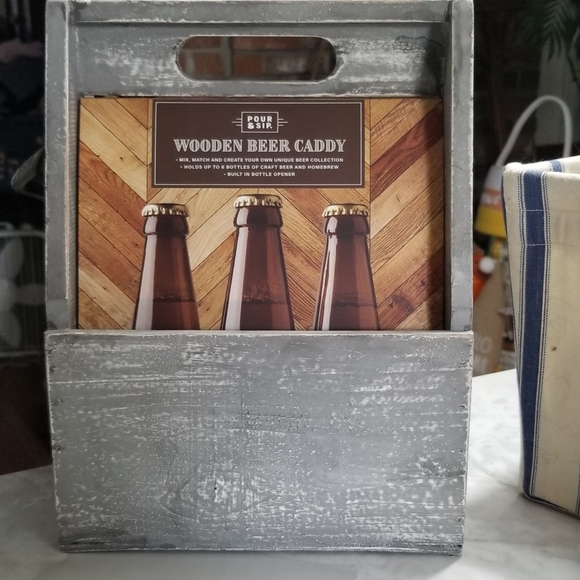 POUR
& SIP.
WOODEN BEER CADDY
• MIX, MATCH AND CREATE YOUR OWN UNIQUE BEER COLLECTION
• HOLDS UP TO 6 BOTTLES OF CRAFT BEER AND HOMEBREW
• BUILT IN BOTTLE OPENER